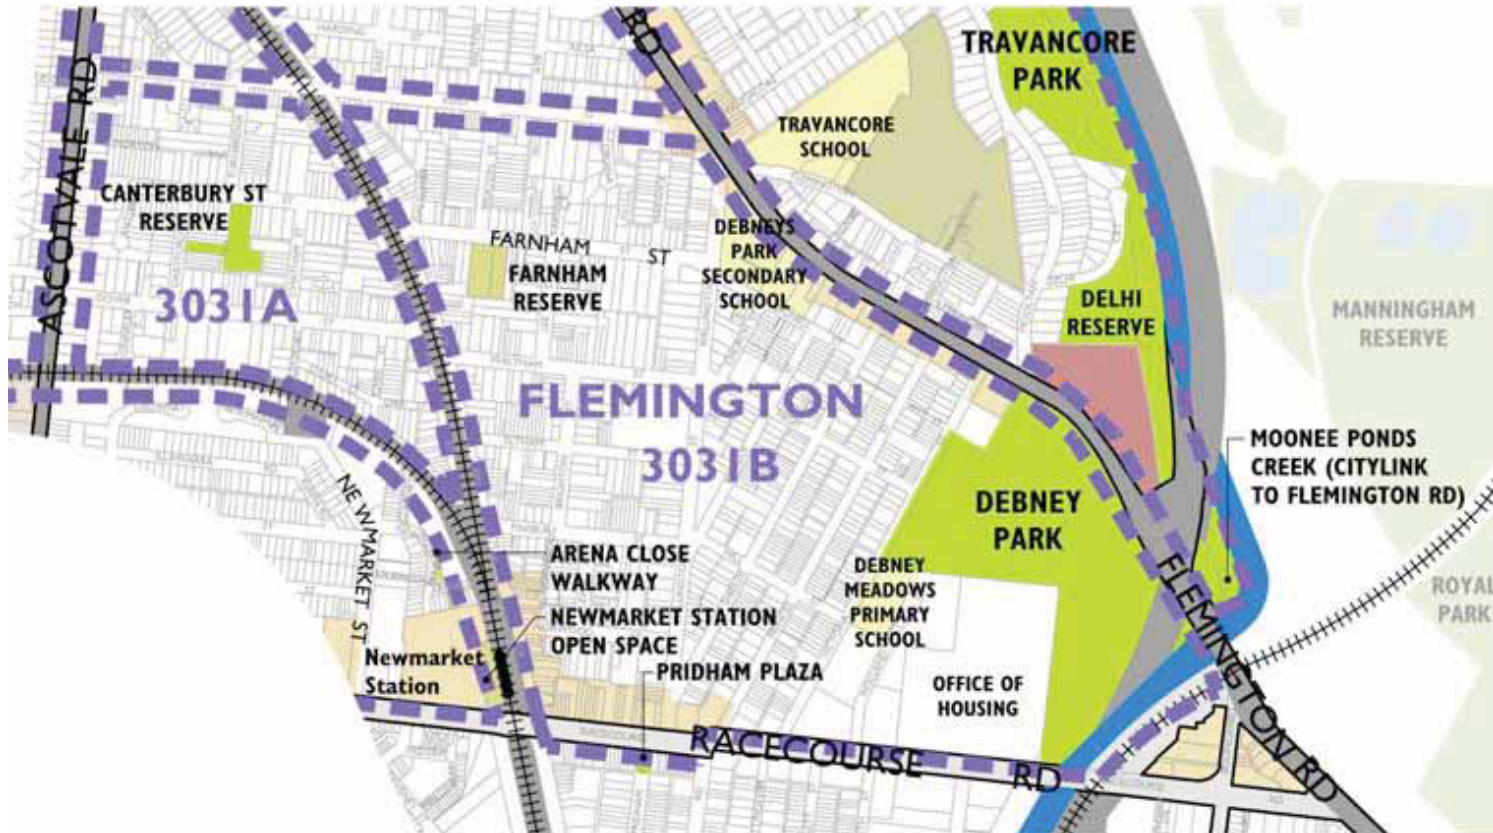 RD
TRAVANCORE
PARK
ASCOTVALE RD
TRAVANCORE
SCHOOL
CANTERBURY ST
RESERVE
DEBNEYS
PARK
SECONDARY
SCHOOL
FARNHAM ST
FARNHAM
RESERVE
3031A
DELHI
RESERVE
MANNINGHAM
RESERVE
FLEMINGTON
3031B
MOONEE PONDS
CREEK (CITYLINK
TO FLEMINGTON RD)
DEBNEY
PARK
NEWMARKET ST
ARENA CLOSE
WALKWAY
DEBNEY
MEADOWS
PRIMARY
SCHOOL
ROYAL
PARK
NEWMARKET STATION
OPEN SPACE
Newmarket
Station
PRIDHAM PLAZA
OFFICE OF
HOUSING
FLEMINGTON RD
RACECOURSE RD